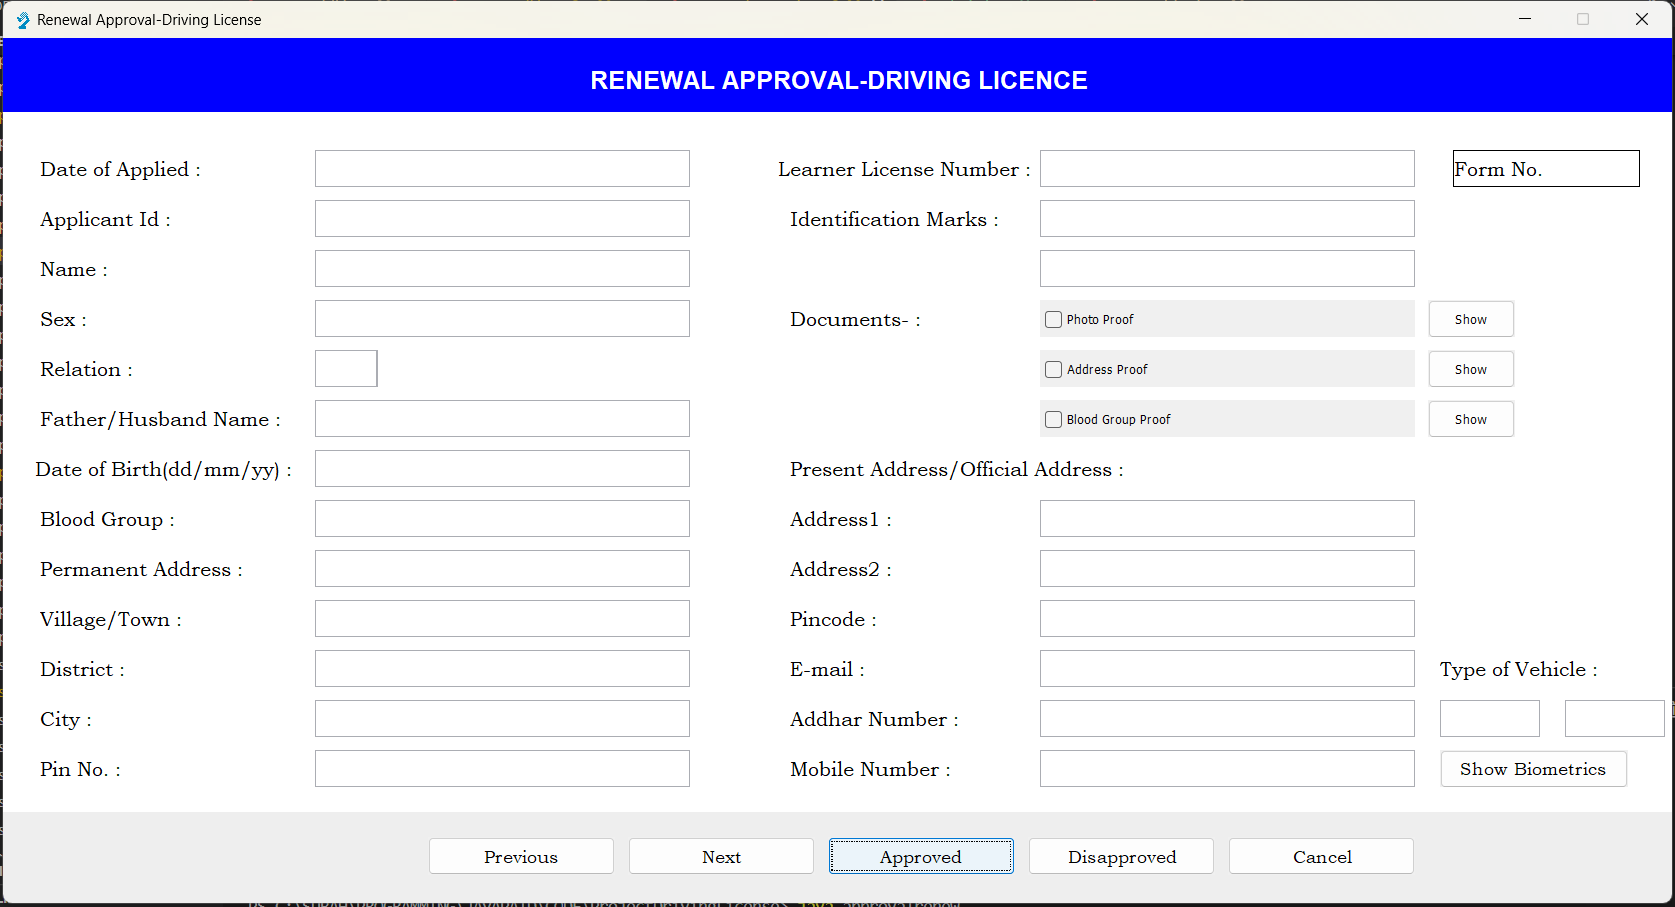 Renewal Approval-Driving License
RENEWAL APPROVAL-DRIVING LICENCE
Date of Applied :
Learner License Number :
Form No.
Applicant Id :
Identification Marks :
Name :
Sex :
Documents- :
Photo Proof
Show
Relation :
Address Proof
Show
Father/Husband Name :
Blood Group Proof
Show
Date of Birth(dd/mm/yy) :
Present Address/Official Address :
Blood Group :
Address1 :
Permanent Address :
Address2 :
Village/Town :
Pincode :
District :
E-mail :
Type of Vehicle :
City :
Addhar Number :
Pin No. :
Mobile Number :
Show Biometrics
Previous
Next
Approved
Disapproved
Cancel